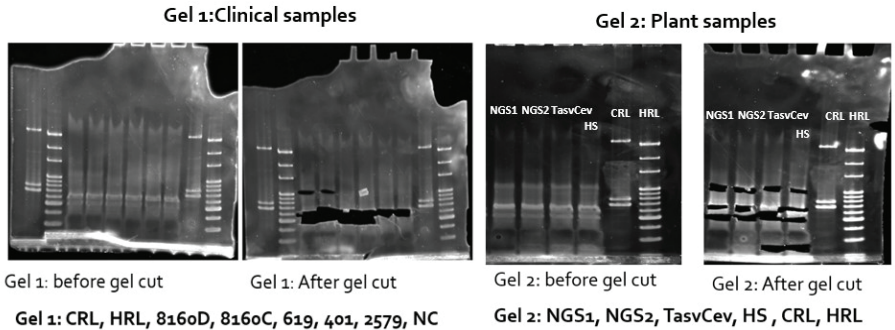 Gel 1:Clinical samples
Gel 2: Plant samples
NGS1 NGS2 TasvCev HS CRL HRL
NGS1 NGS2 TasvCev HS CRL HRL
Gel 1: before gel cut
Gel 1: After gel cut
Gel 2: before gel cut
Gel 2: After gel cut
Gel 1: CRL, HRL, 8160D, 8160C, 619, 401, 2579, NC
Gel 2: NGS1, NGS2, TasvCev, HS , CRL, HRL